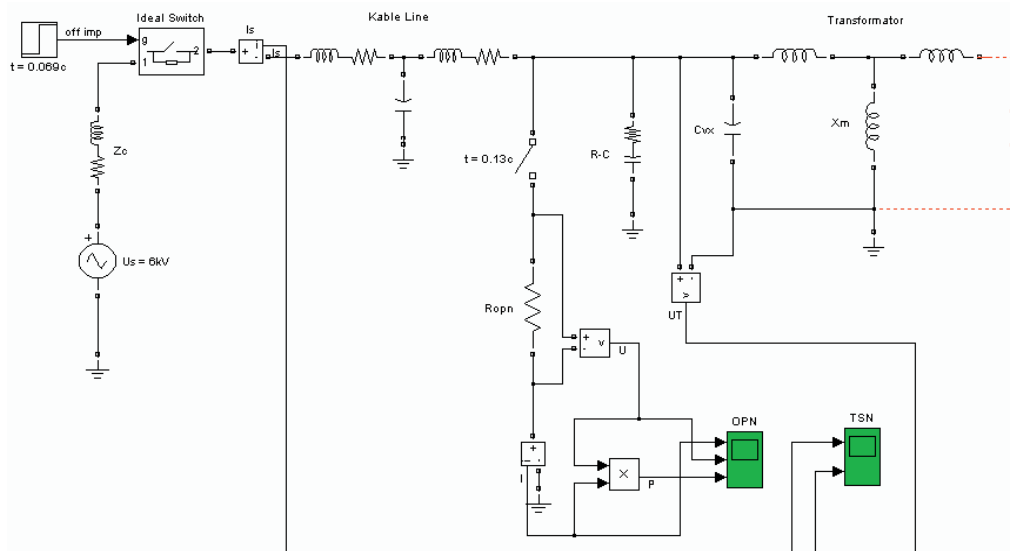 Kable Line
Transformator
Ideal Switch
off imp
Is
g
2
1
+
-
i
Is
t = 0.069c
Zc
Cvx
Xm
R-C
t = 0.13c
+
Us = 6kV
+ -
v
UT
Ropn
+
-
v
U
OPN
TSN
+
-
i
I
×
P